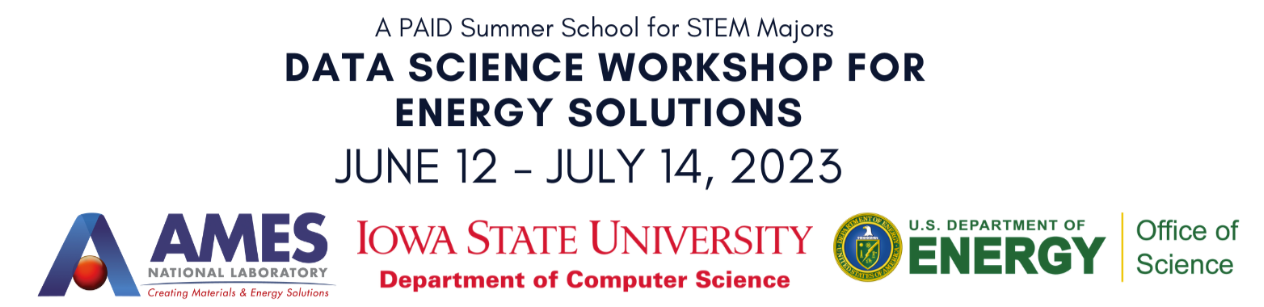 A PAID Summer School for STEM Majors
DATA SCIENCE WORKSHOP FOR
ENERGY SOLUTIONS
JUNE 12 – JULY 14, 2023
AMES
NATIONAL LABORATORY
Creating Materials & Energy Solutions
IOWA STATE UNIVERSITY
Department of Computer Science
U.S. DEPARTMENT OF
ENERGY
Office of
Science